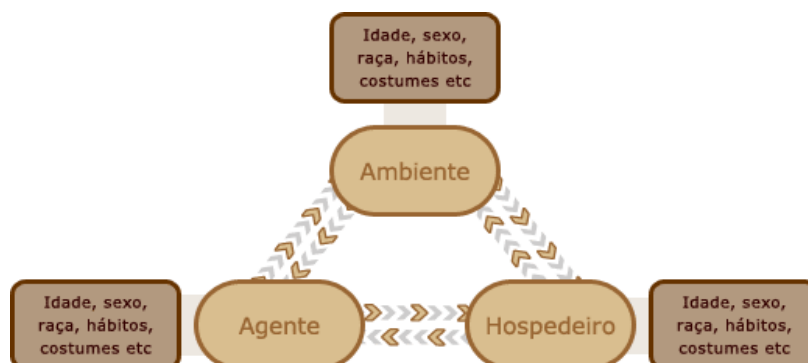 Idade, sexo,
raça, hábitos,
costumes etc
Ambiente
Idade, sexo,
raça, hábitos,
costumes etc
Agente
Hospedeiro
Idade, sexo,
raça, hábitos,
costumes etc